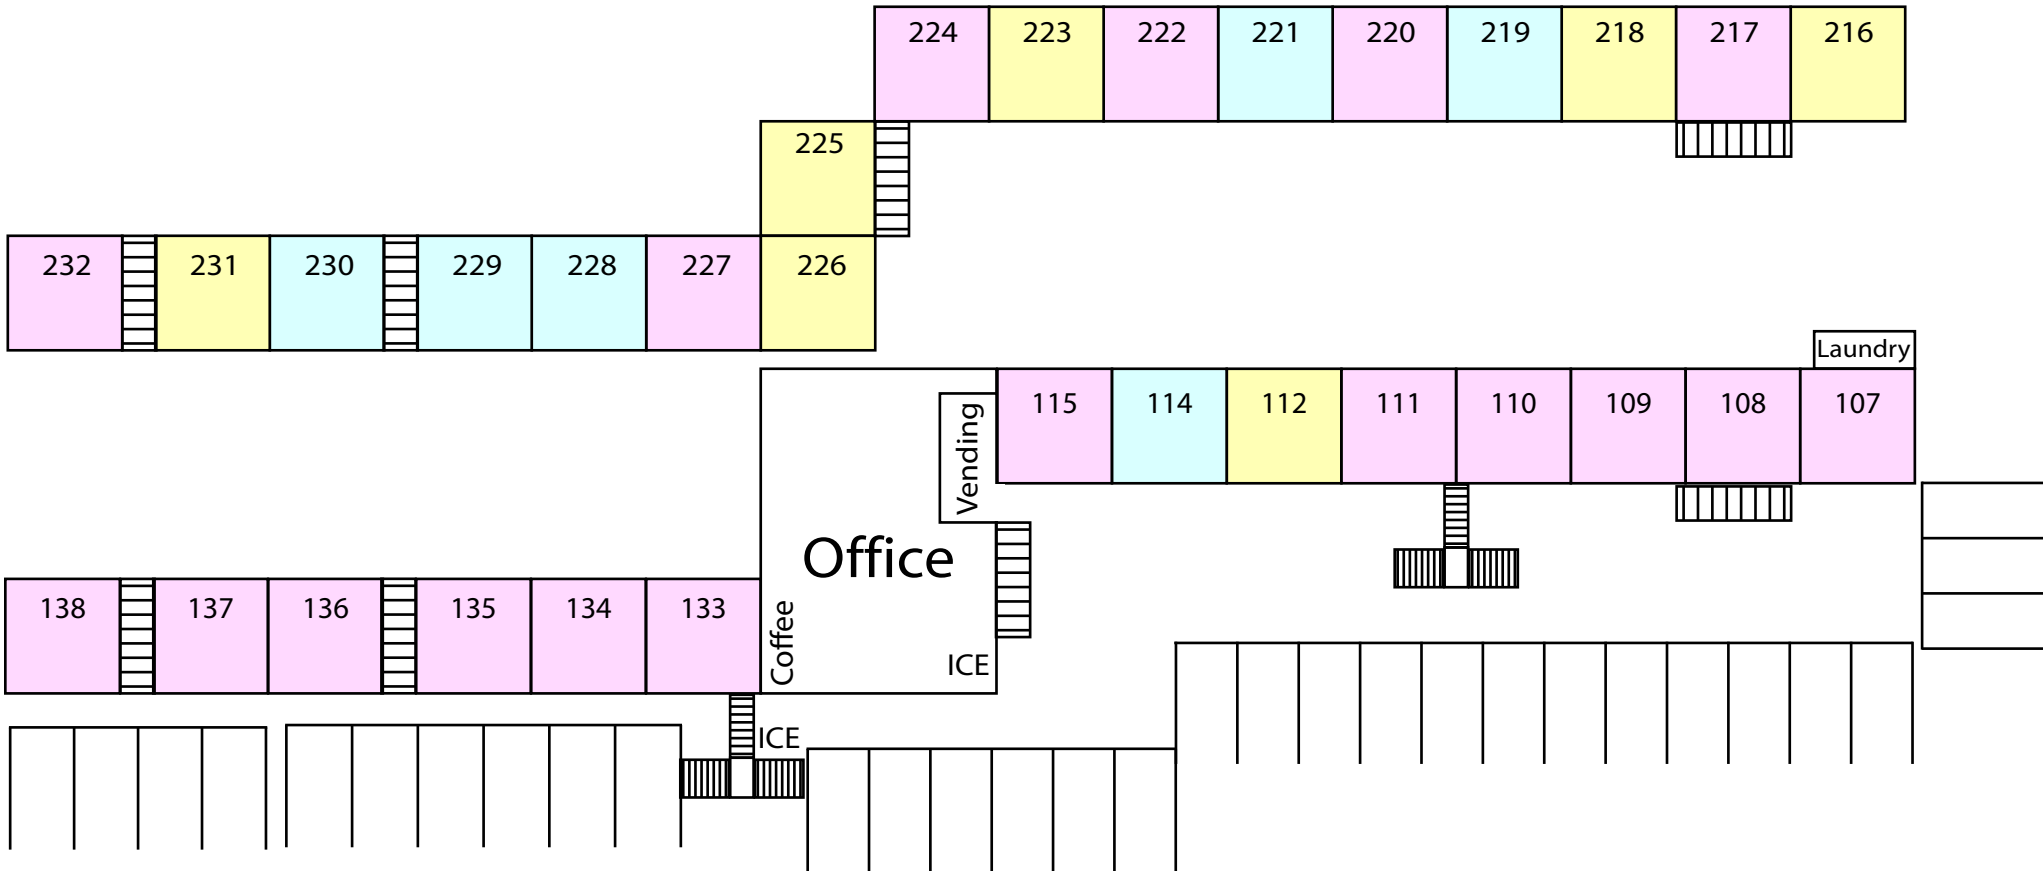 224 223 222 221 220 219 218 217 216
225
232 231 230 229 228 227 226
Laundry
115 114 112 111 110 109 108 107
Vending
Office
138 137 136 135 134 133
Coffee
ICE
ICE